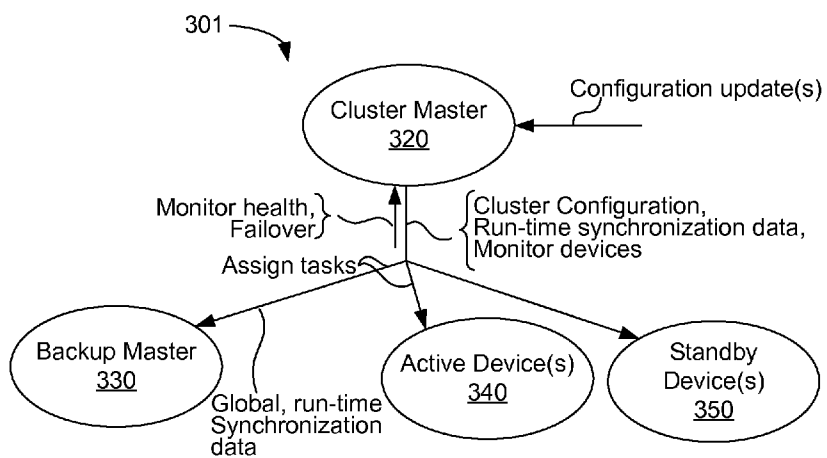 301
Configuration update(s)
Cluster Master
320
Monitor health,
Failover
Cluster Configuration,
Run-time synchronization data,
Monitor devices
Assign tasks
Backup Master
330
Global, run-time
Synchronization
data
Active Device(s)
340
Standby
Device(s)
350